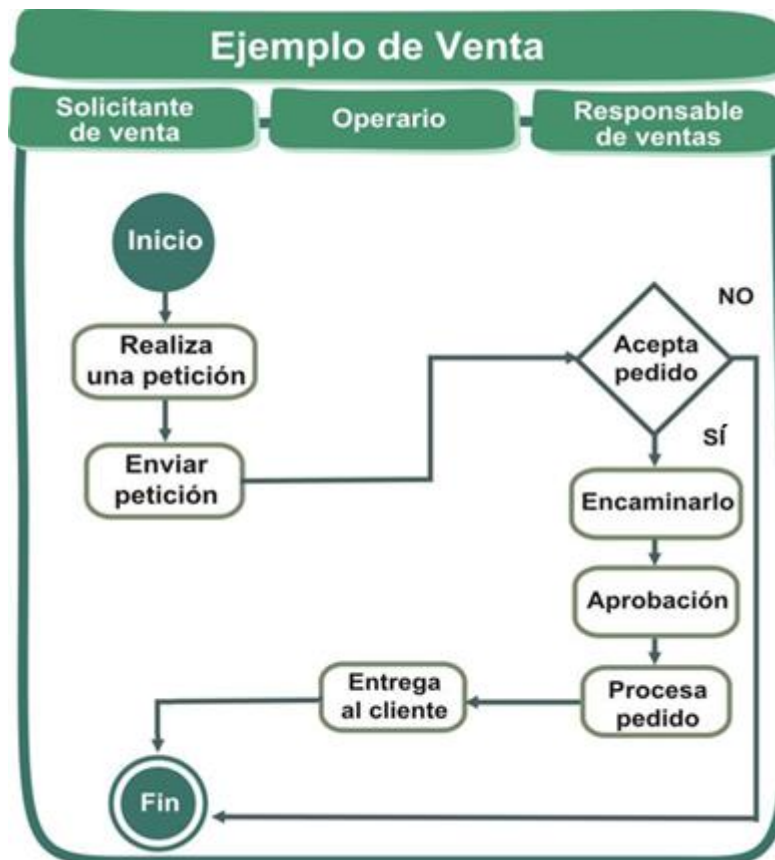 Ejemplo de Venta
Solicitante
de venta
Operario
Responsable
de ventas
Inicio
Realiza
una petición
Enviar
petición
Acepta
pedido
NO
SÍ
Encaminarlo
Aprobación
Procesa
pedido
Entrega
al cliente
Fin